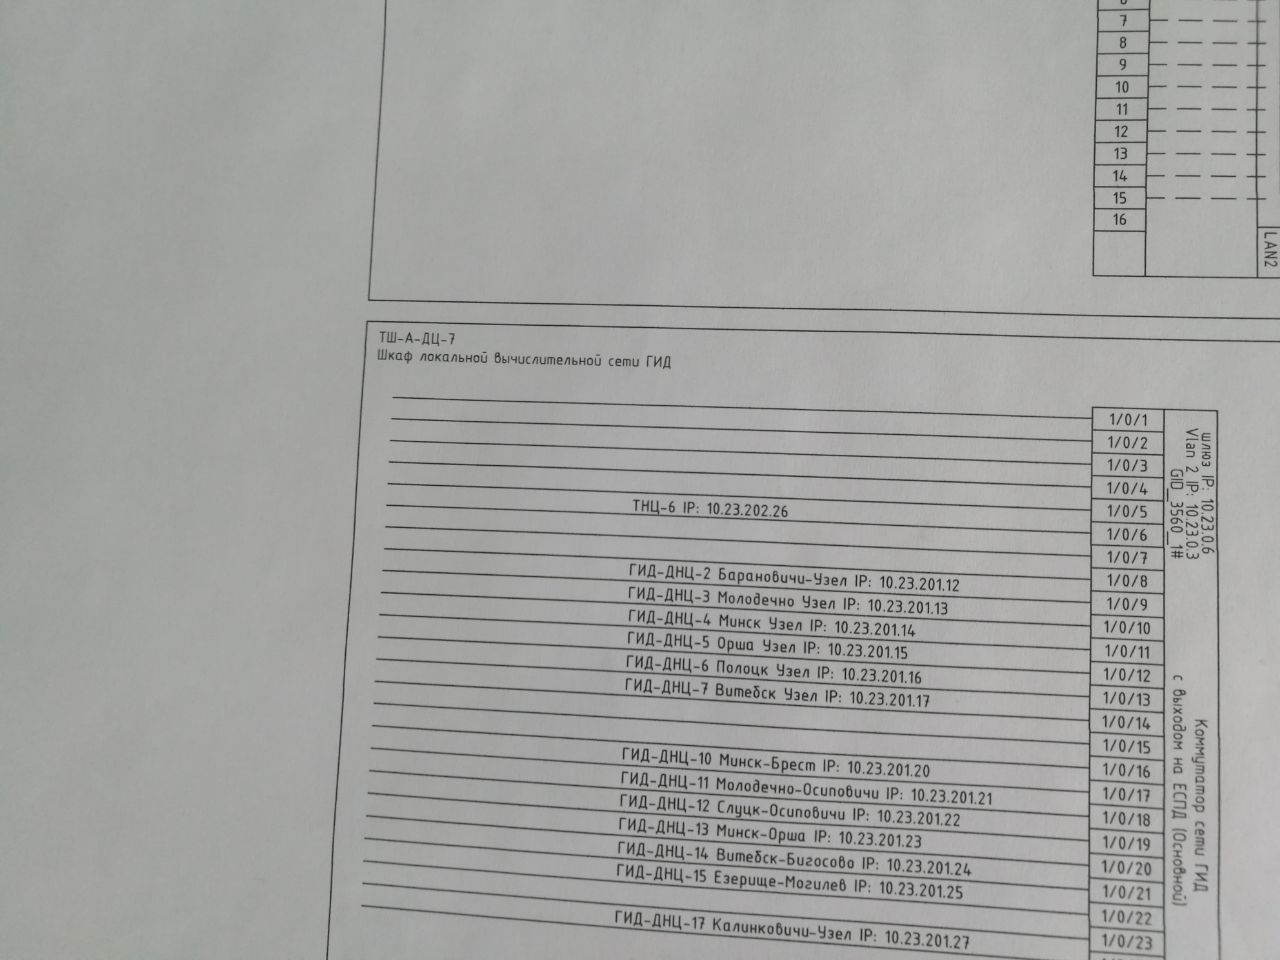 7
8
9
10
11
12
13
14
15
16
LAN2
ТШ-А-ДЦ-7
Шкаф локальной вычислительной сети ГИД
1/0/1
1/0/2
1/0/3
1/0/4
ТНЦ-6 IP: 10.23.202.26 1/0/5
1/0/6
1/0/7
ГИД-ДНЦ-2 Барановичи-Узел IP: 10.23.201.12 1/0/8
ГИД-ДНЦ-3 Молодечно Узел IP: 10.23.201.13 1/0/9
ГИД-ДНЦ-4 Минск Узел IP: 10.23.201.14 1/0/10
ГИД-ДНЦ-5 Орша Узел IP: 10.23.201.15 1/0/11
ГИД-ДНЦ-6 Полоцк Узел IP: 10.23.201.16 1/0/12
ГИД-ДНЦ-7 Витебск Узел IP: 10.23.201.17 1/0/13
1/0/14
1/0/15
ГИД-ДНЦ-10 Минск-Брест IP: 10.23.201.20 1/0/16
ГИД-ДНЦ-11 Молодечно-Осиповичи IP: 10.23.201.21 1/0/17
ГИД-ДНЦ-12 Слуцк-Осиповичи IP: 10.23.201.22 1/0/18
ГИД-ДНЦ-13 Минск-Орша IP: 10.23.201.23 1/0/19
ГИД-ДНЦ-14 Витебск-Бигосово IP: 10.23.201.24 1/0/20
ГИД-ДНЦ-15 Езерище-Могилев IP: 10.23.201.25 1/0/21
1/0/22
ГИД-ДНЦ-17 Калинковичи-Узел IP: 10.23.201.27 1/0/23
шлюз IP: 10.23.0.6
Vlan 2 IP: 10.23.0.3
GID_3560_1#
Коммутатор сети ГИД
с выходом на ЕСПД (Основной)